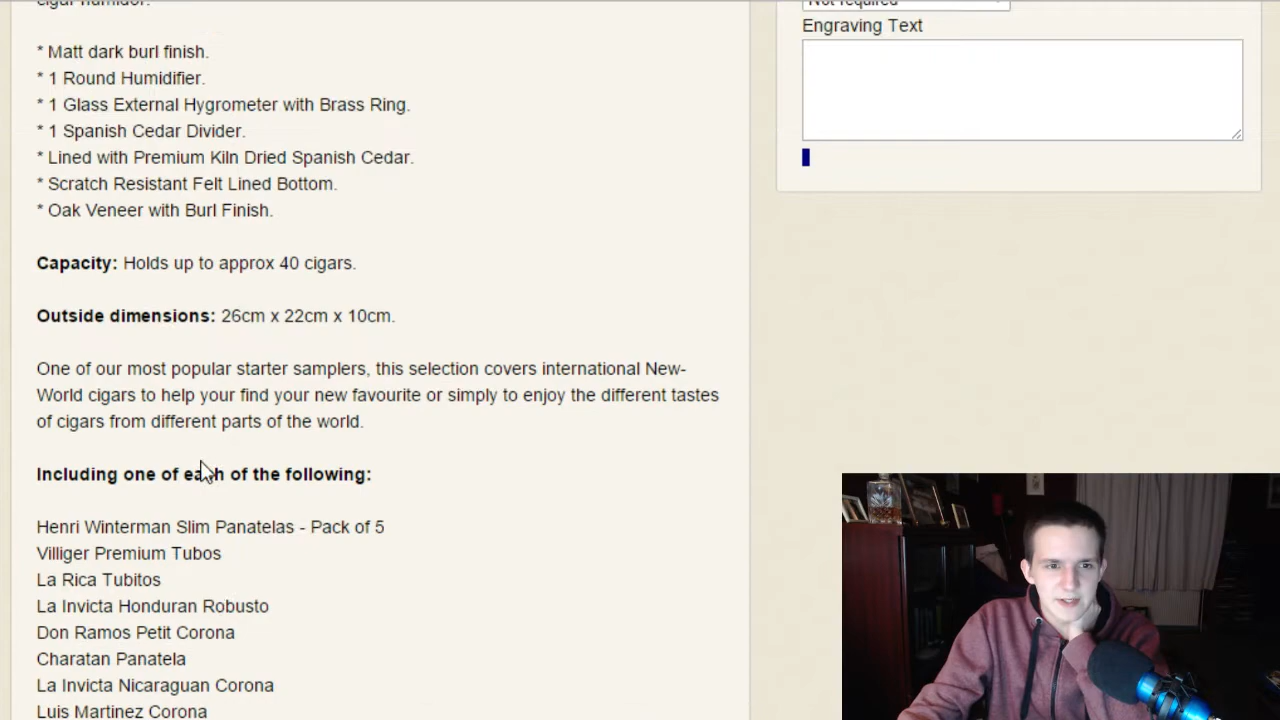 cigar humidor.
* Matt dark burl finish.
* 1 Round Humidifier.
* 1 Glass External Hygrometer with Brass Ring.
* 1 Spanish Cedar Divider.
* Lined with Premium Kiln Dried Spanish Cedar.
* Scratch Resistant Felt Lined Bottom.
* Oak Veneer with Burl Finish.
Capacity: Holds up to approx 40 cigars.
Outside dimensions: 26cm x 22cm x 10cm.
One of our most popular starter samplers, this selection covers international New-
World cigars to help your find your new favourite or simply to enjoy the different tastes
of cigars from different parts of the world.
Including one of each of the following:
Henri Winterman Slim Panatelas - Pack of 5
Villiger Premium Tubos
La Rica Tubitos
La Invicta Honduran Robusto
Don Ramos Petit Corona
Charatan Panatela
La Invicta Nicaraguan Corona
Luis Martinez Corona
Not required
Engraving Text